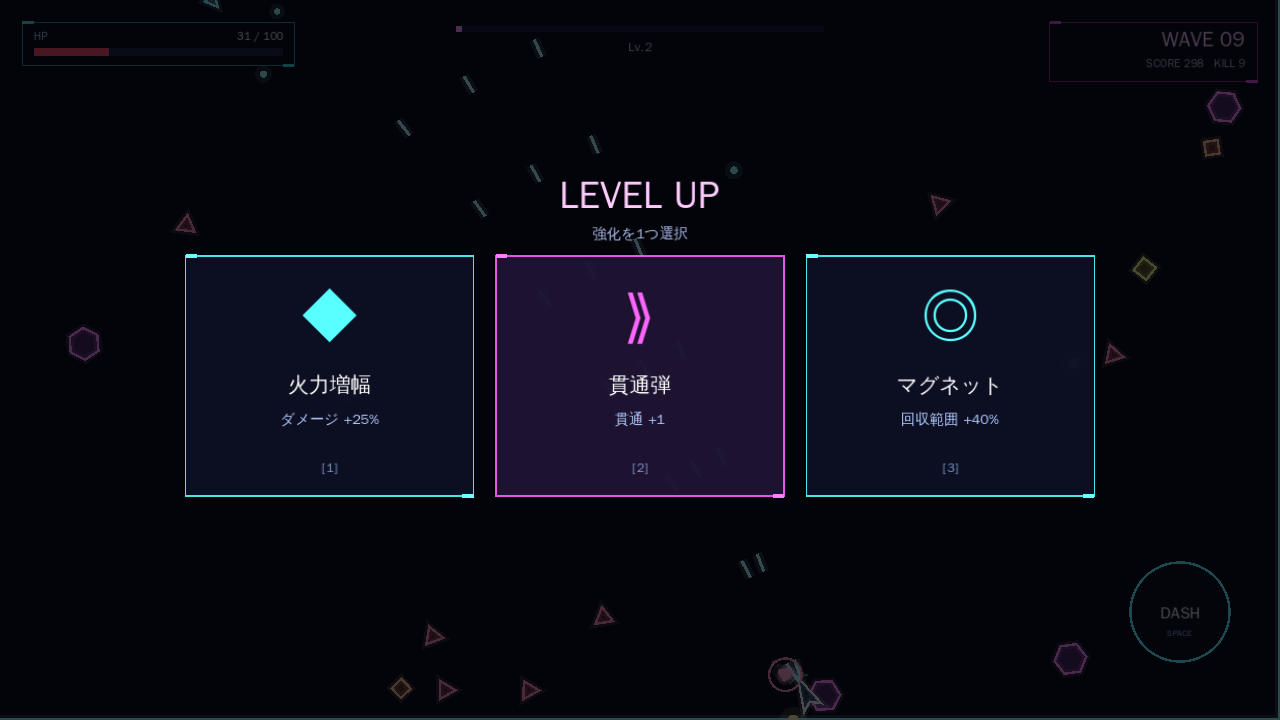 HP 31 / 100
Lv.2
WAVE 09
SCORE 298 KILL 9
LEVEL UP
強化を1つ選択
火力増幅
ダメージ +25%
[1]
貫通弾
貫通 +1
[2]
マグネット
回収範囲 +40%
[3]
DASH
SPACE